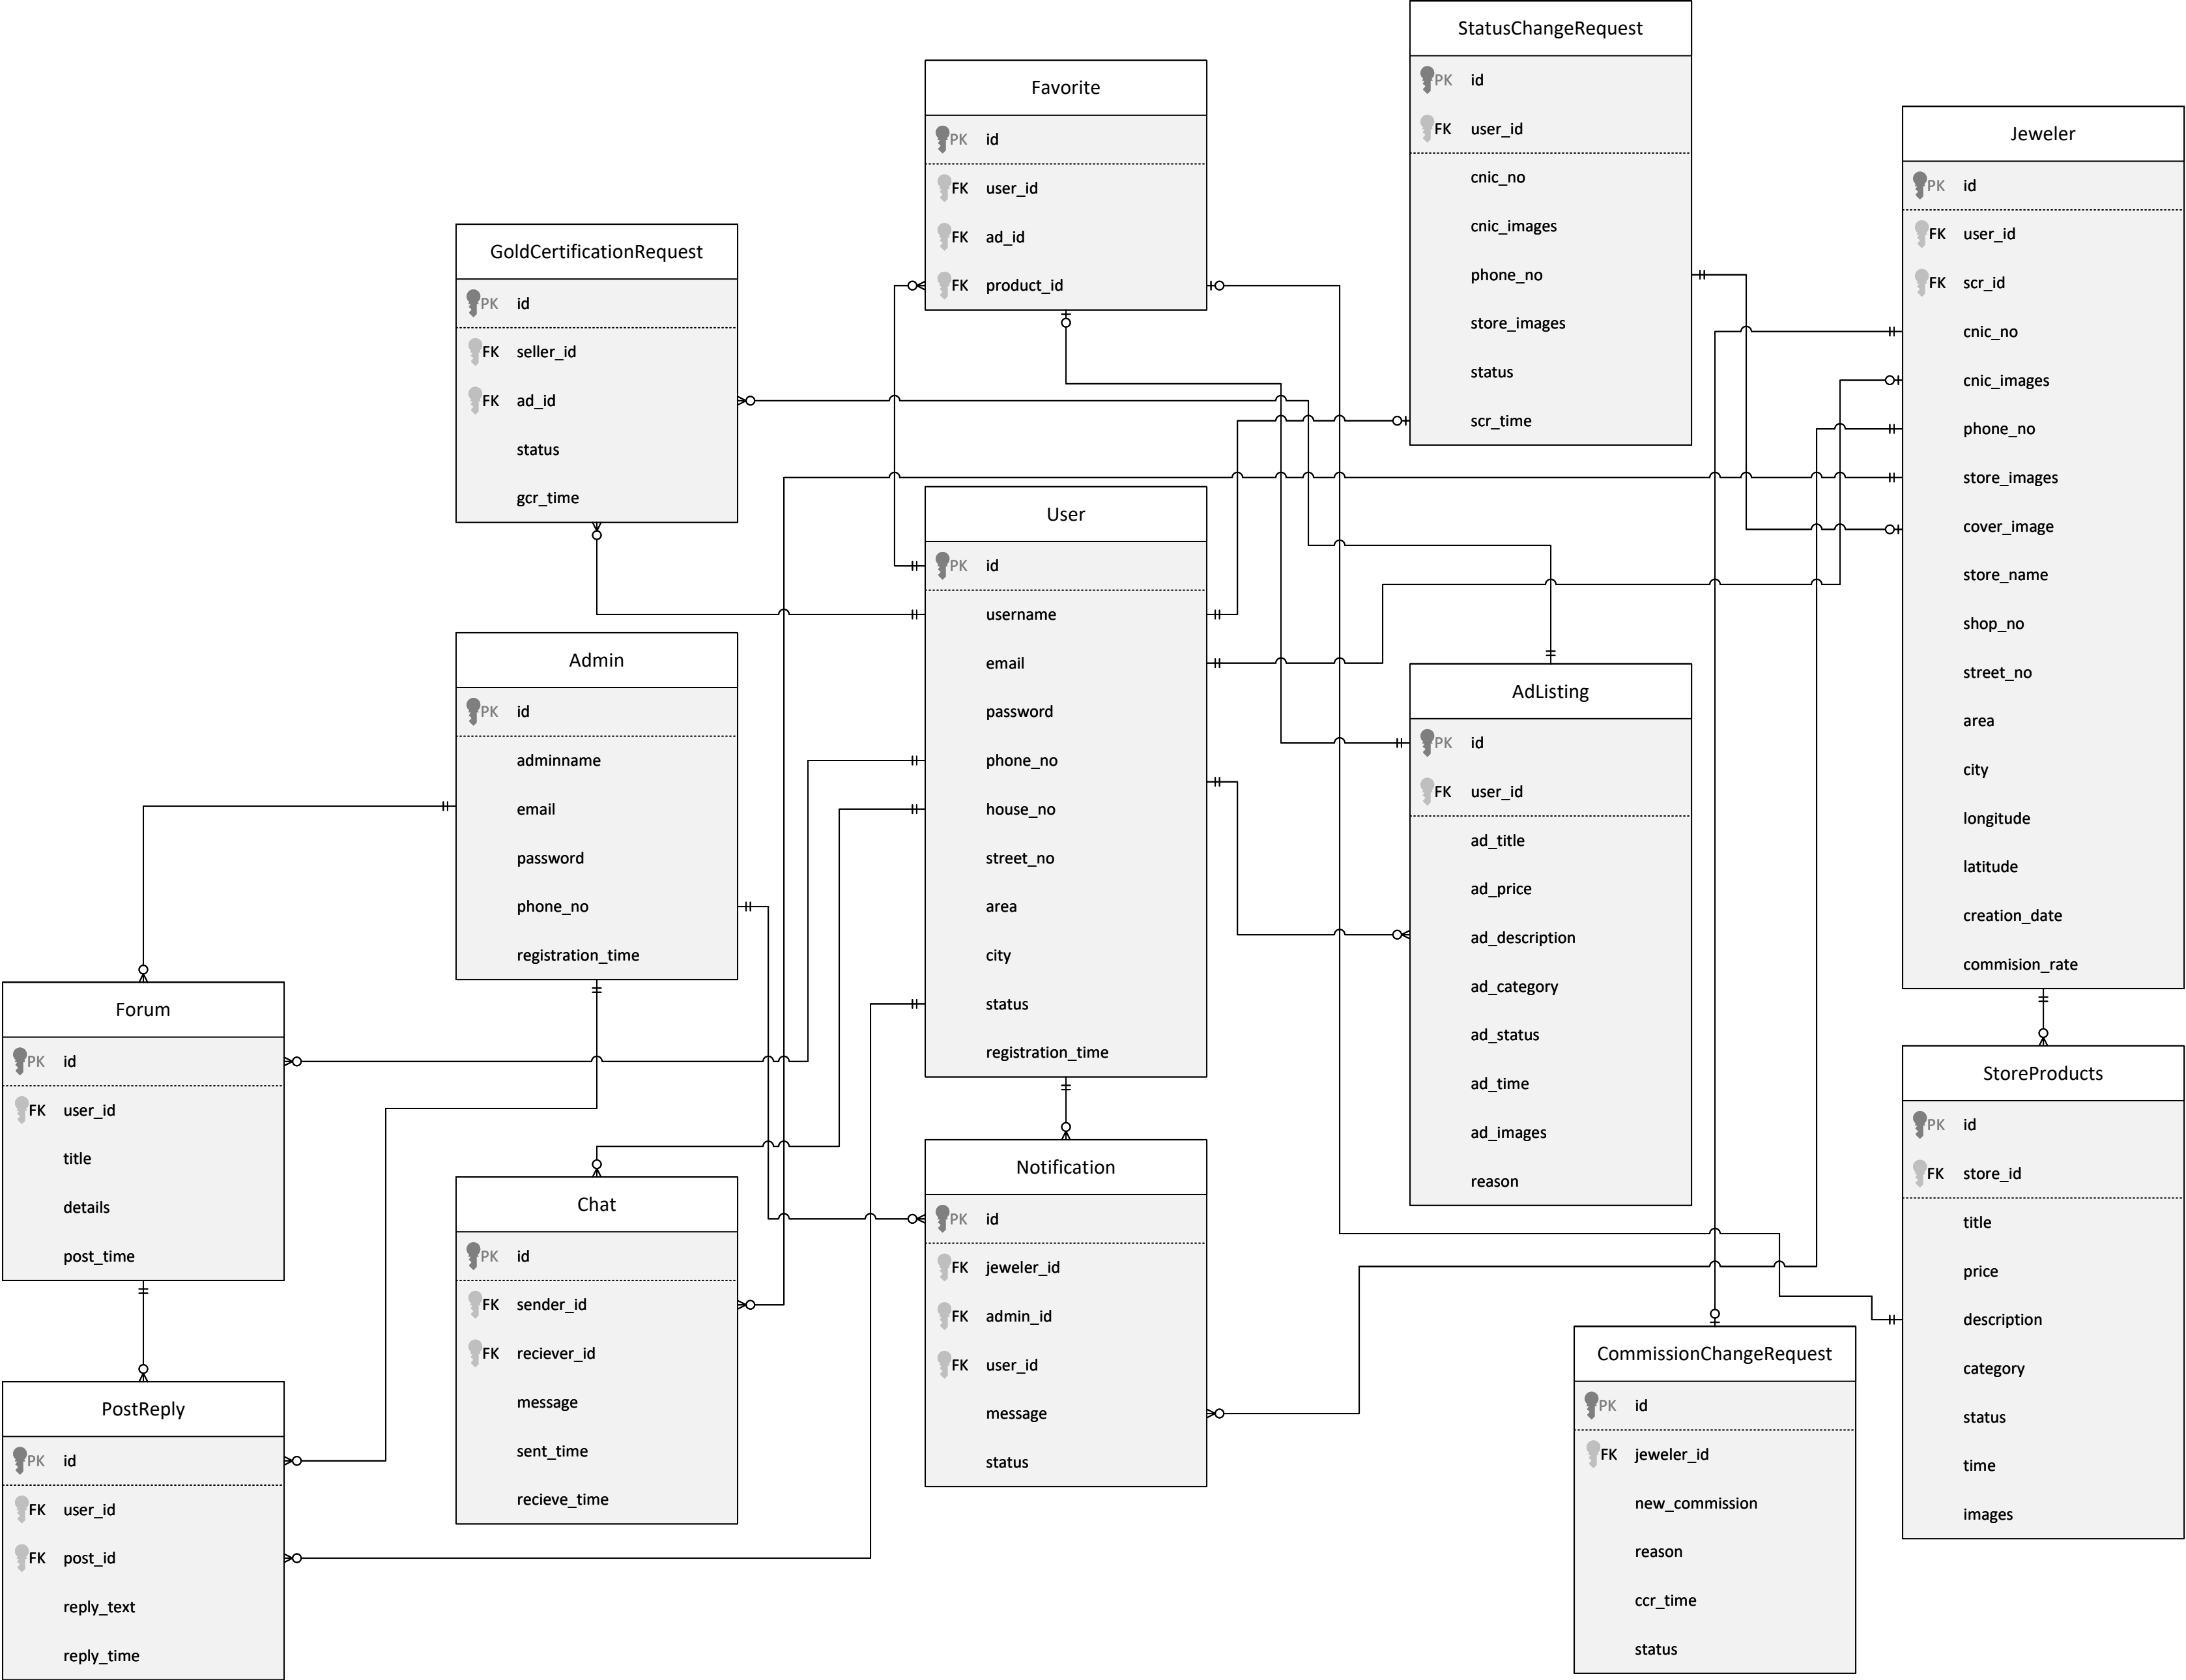 StatusChangeRequest
PK id
FK user_id
cnic_no
cnic_images
phone_no
store_images
status
scr_time
Favorite
PK id
FK user_id
FK ad_id
FK product_id
Jeweler
PK id
FK user_id
FK scr_id
cnic_no
cnic_images
phone_no
store_images
cover_image
store_name
shop_no
street_no
area
city
longitude
latitude
creation_date
commision_rate
GoldCertificationRequest
PK id
FK seller_id
FK ad_id
status
gcr_time
User
PK id
username
email
password
phone_no
house_no
street_no
area
city
status
registration_time
Admin
PK id
adminname
email
password
phone_no
registration_time
AdListing
PK id
FK user_id
ad_title
ad_price
ad_description
ad_category
ad_status
ad_time
ad_images
reason
Forum
PK id
FK user_id
title
details
post_time
StoreProducts
PK id
FK store_id
title
price
description
category
status
time
images
Notification
PK id
FK jeweler_id
FK admin_id
FK user_id
message
status
Chat
PK id
FK sender_id
FK reciever_id
message
sent_time
recieve_time
CommissionChangeRequest
PK id
FK jeweler_id
new_commission
reason
ccr_time
status
PostReply
PK id
FK user_id
FK post_id
reply_text
reply_time